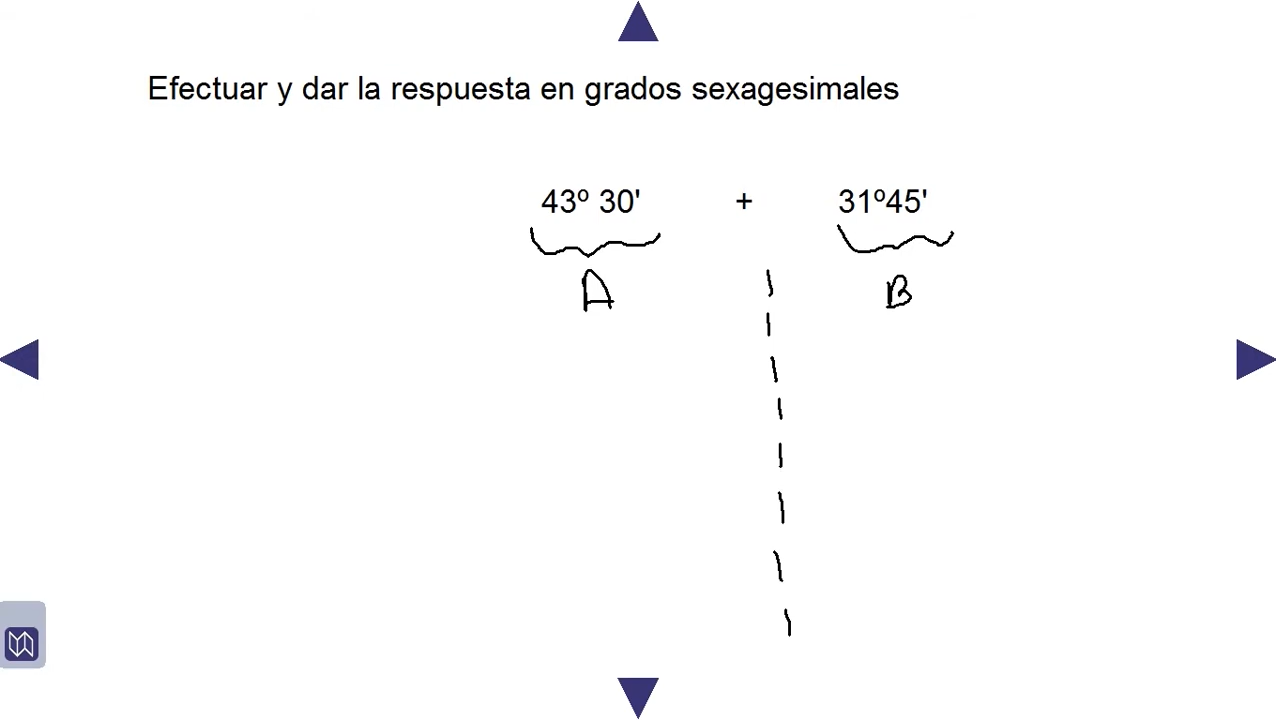 Efectuar y dar la respuesta en grados sexagesimales
43º 30' + 31º45'
A B